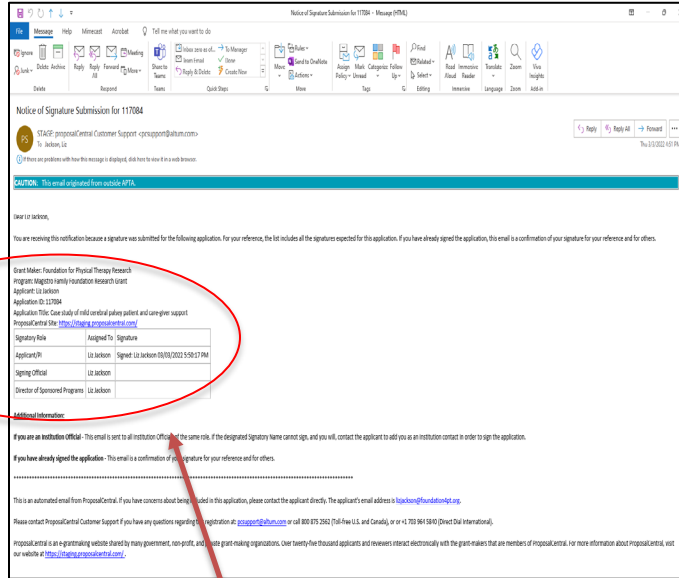 Notice of Signature Submission for 117084 - Message (HTML)
File Message Help Mimecast Acrobat Tell me what you want to do
Ignore
Junk
Delete Archive
Reply Reply All Forward
Meeting
More
Share to Teams
Inbox zero as of... To Manager
Team Email Done
Reply & Delete Create New
Move
Rules
Send to OneNote
Actions
Assign Policy Mark Unread Categorize Follow Up
Find
Related
Select
Read Aloud Immersive Reader
Translate
Zoom
Viva Insights
Delete Respond Teams Quick Steps Move Tags Editing Immersive Language Zoom Add-in
Notice of Signature Submission for 117084
PS
STAGE: proposalCentral Customer Support <pcsupport@altum.com>
To Jackson, Liz
Reply Reply All Forward
Thu 3/3/2022 4:51 PM
If there are problems with how this message is displayed, click here to view it in a web browser.
CAUTION: This email originated from outside APTA.
Dear Liz Jackson,
You are receiving this notification because a signature was submitted for the following application. For your reference, the list includes all the signatures expected for this application. If you have already signed the application, this email is a confirmation of your signature for your reference and for others.
Grant Maker: Foundation for Physical Therapy Research
Program: Magistro Family Foundation Research Grant
Applicant: Liz Jackson
Application ID: 117084
Application Title: Case study of mild cerebral palsey patient and care-giver support
ProposalCentral Site: https://staging.proposalcentral.com/
Signatory Role Assigned To Signature
Applicant/PI Liz Jackson Signed: Liz Jackson 03/03/2022 5:50:17 PM
Signing Official Liz Jackson
Director of Sponsored Programs Liz Jackson
Additional Information:
If you are an Institution Official - This email is sent to all Institution Officials of the same role. If the designated Signatory Name cannot sign, and you will, contact the applicant to add you as an institution contact in order to sign the application.
If you have already signed the application - This email is a confirmation of your signature for your reference and for others.
This is an automated email from ProposalCentral. If you have concerns about being included in this application, please contact the applicant directly. The applicant's email address is lizjackson@foundation4pt.org.
Please contact ProposalCentral Customer Support if you have any questions regarding this registration at: pcsupport@altum.com or call 800 875 2562 (Toll-free U.S. and Canada), or or +1 703 964 5840 (Direct Dial International).
ProposalCentral is an e-grantmaking website shared by many government, non-profit, and private grant-making organizations. Over twenty-five thousand applicants and reviewers interact electronically with the grant-makers that are members of ProposalCentral. For more information about ProposalCentral, visit
our website at https://staging.proposalcentral.com/ .